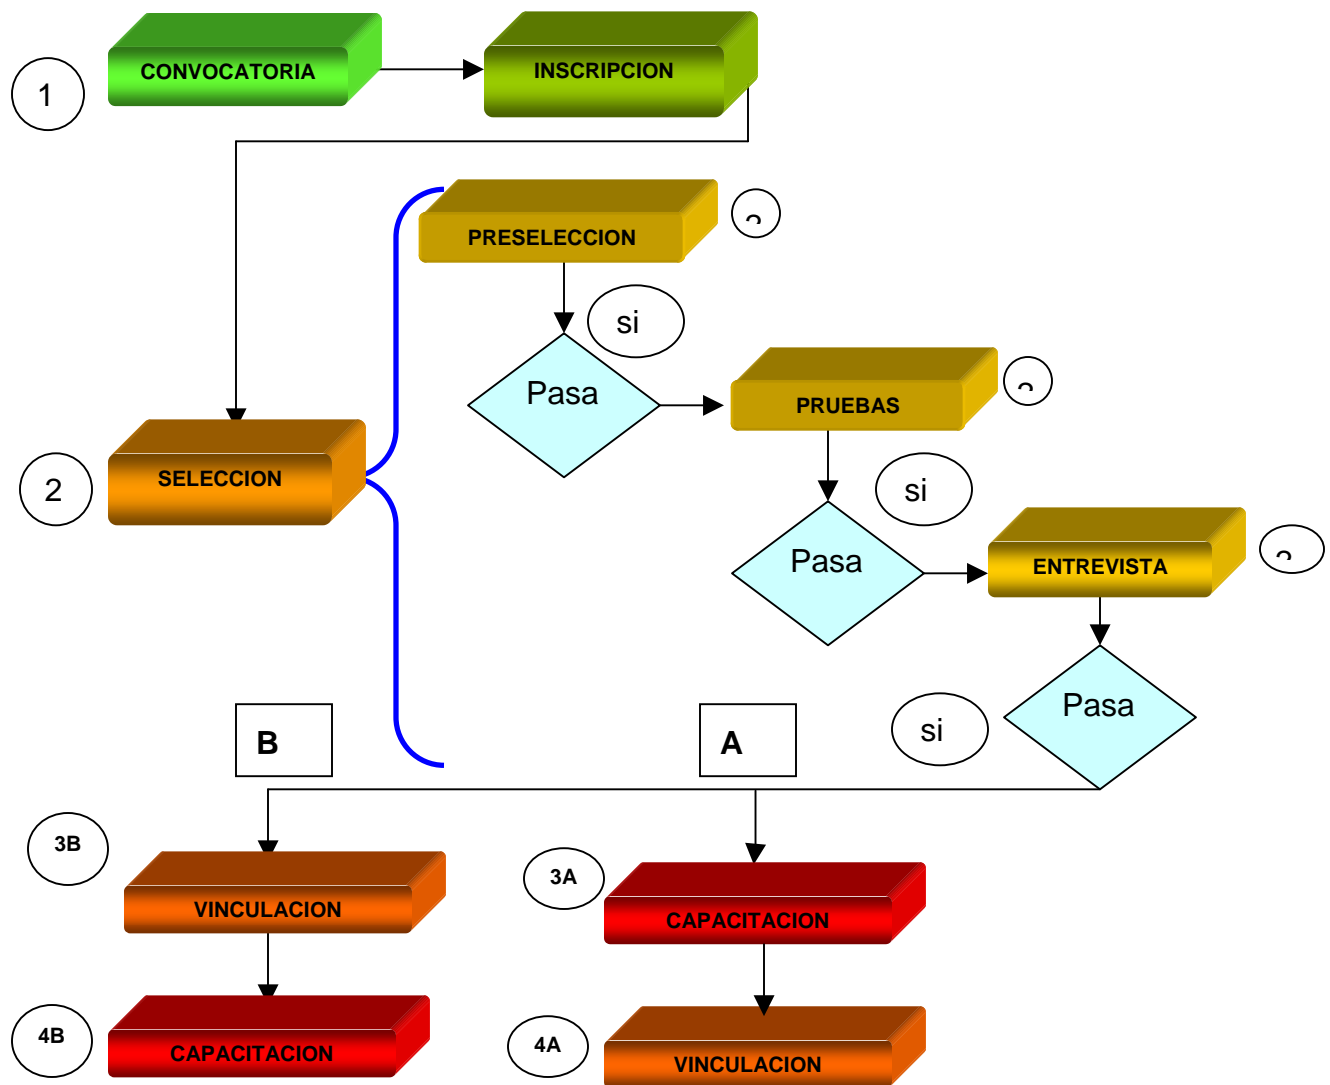 1
CONVOCATORIA
INSCRIPCION
PRESELECCION
si
Pasa
PRUEBAS
2
SELECCION
si
Pasa
ENTREVISTA
B
A
si
Pasa
3B
VINCULACION
3A
CAPACITACION
4B
CAPACITACION
4A
VINCULACION